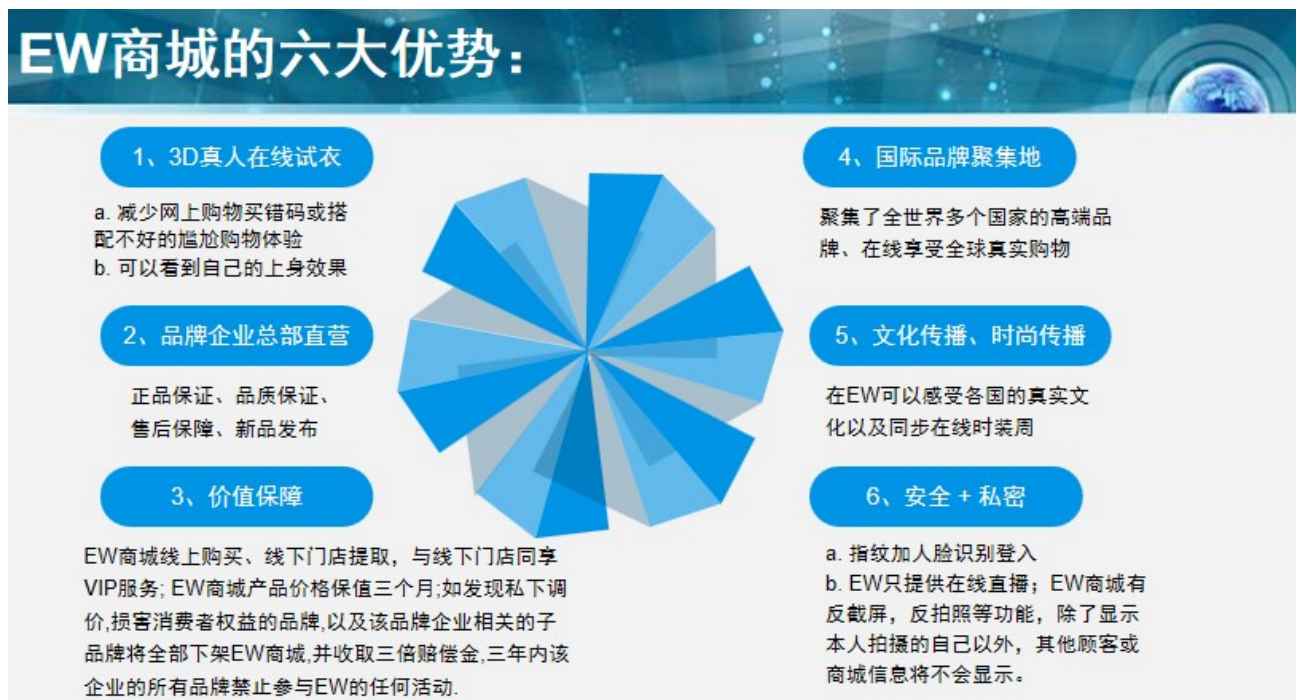 EW商城的六大优势：
1、3D真人在线试衣
a. 减少网上购物买错码或搭
配不好的尴尬购物体验
b. 可以看到自己的上身效果
2、品牌企业总部直营
正品保证、品质保证、
售后保障、新品发布
3、价值保障
EW商城线上购买、线下门店提取，与线下门店同享
VIP服务; EW商城产品价格保值三个月;如发现私下调
价,损害消费者权益的品牌,以及该品牌企业相关的子
品牌将全部下架EW商城,并收取三倍赔偿金,三年内该
企业的所有品牌禁止参与EW的任何活动.
4、国际品牌聚集地
聚集了全世界多个国家的高端品
牌、在线享受全球真实购物
5、文化传播、时尚传播
在EW可以感受各国的真实文
化以及同步在线时装周
6、安全 + 私密
a. 指纹加人脸识别登入
b. EW只提供在线直播；EW商城有
反截屏，反拍照等功能，除了显示
本人拍摄的自己以外，其他顾客或
商城信息将不会显示。